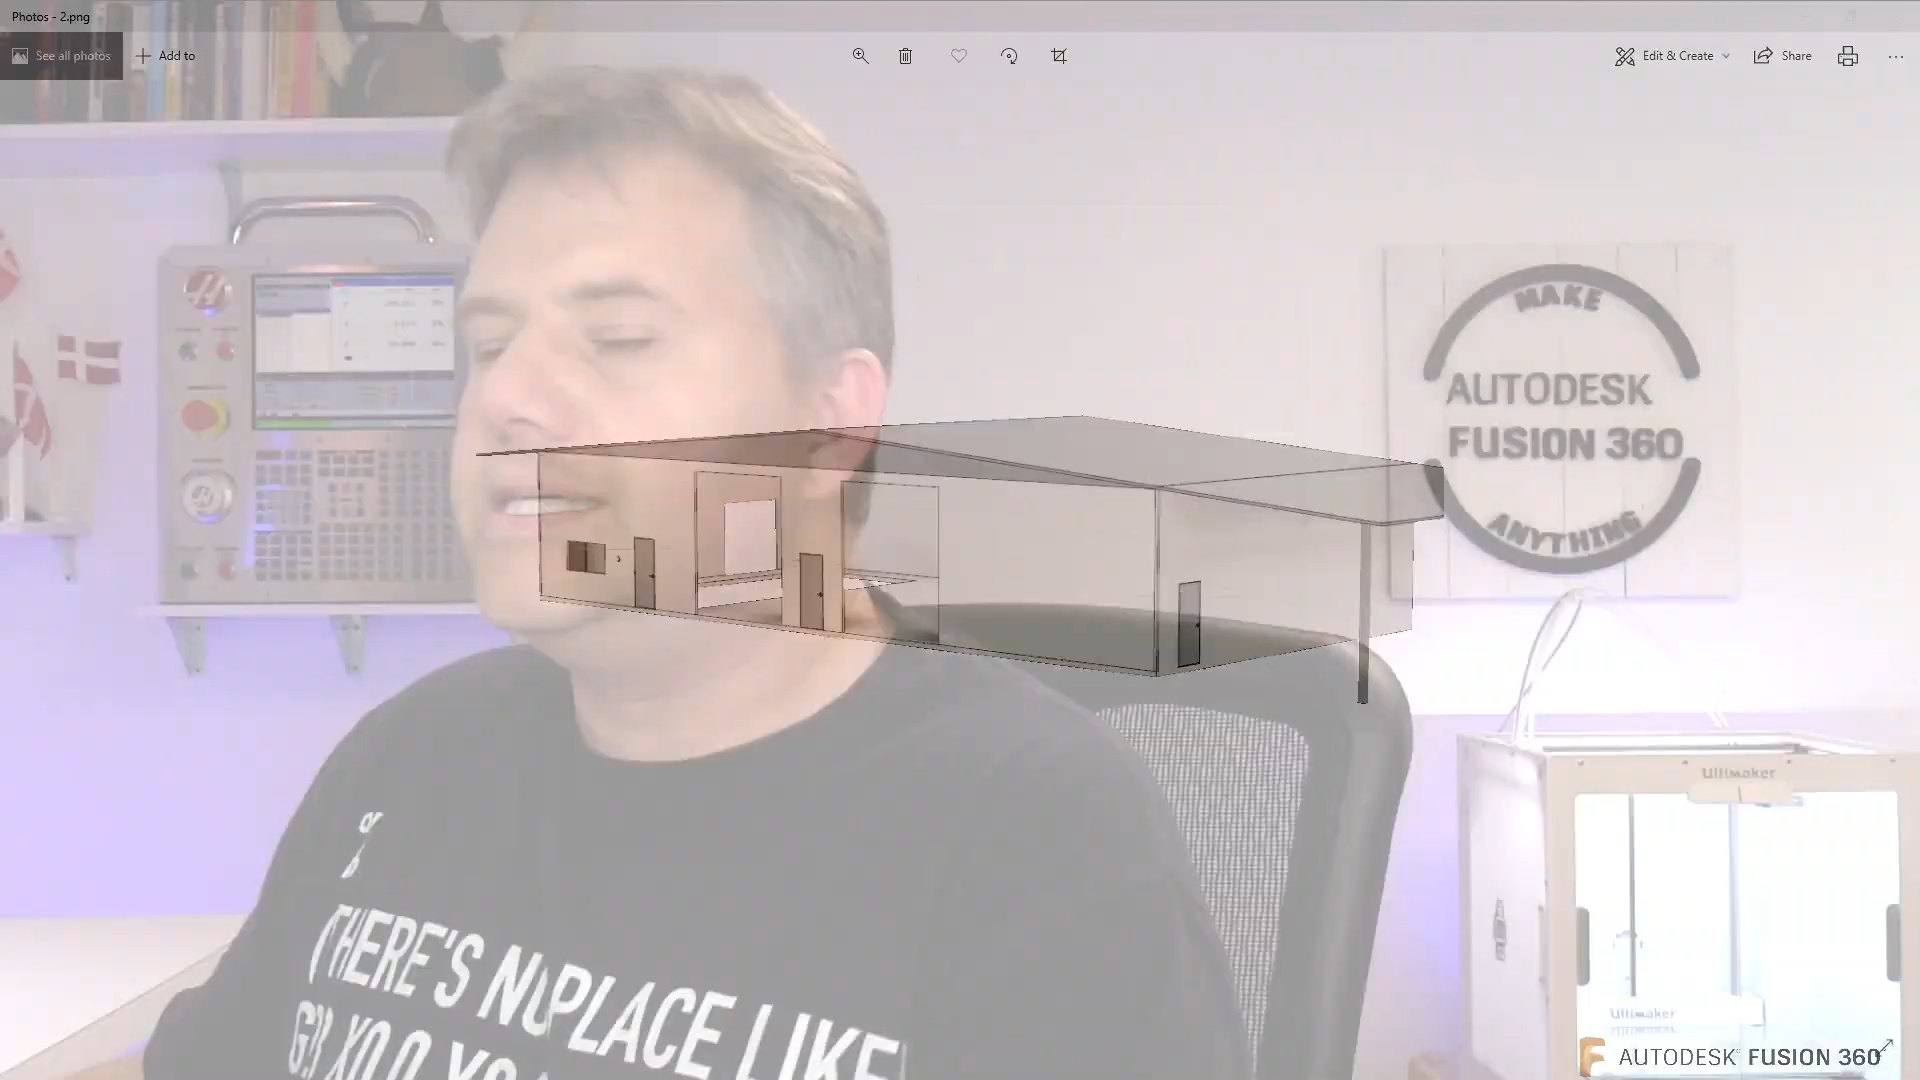 Photos - 2.png
See all photos
Add to
Edit & Create
Share
MAKE
AUTODESK
FUSION 360
ANYTHING
Ultimaker
THERE'S NO PLACE LIKE
Ultimaker
AUTODESK® FUSION 360